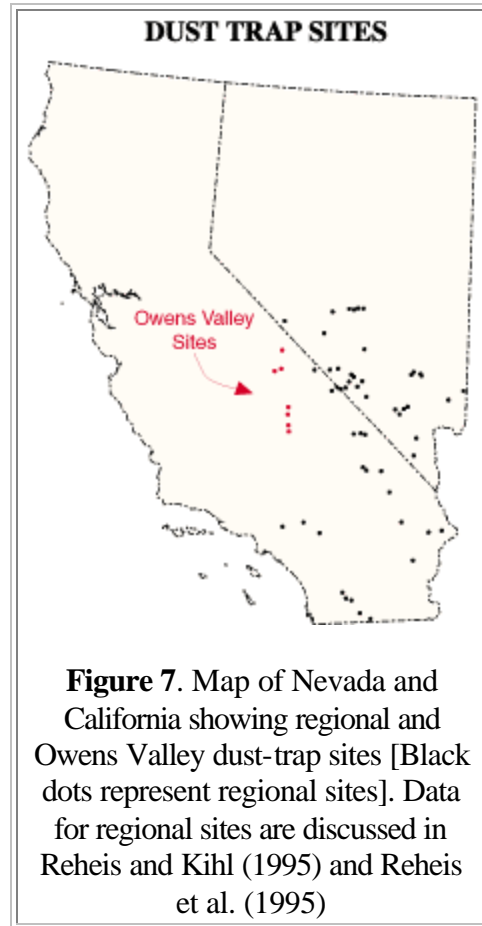 DUST TRAP SITES
Owens Valley
Sites
Figure 7. Map of Nevada and
California showing regional and
Owens Valley dust-trap sites [Black
dots represent regional sites]. Data
for regional sites are discussed in
Reheis and Kihl (1995) and Reheis
et al. (1995)